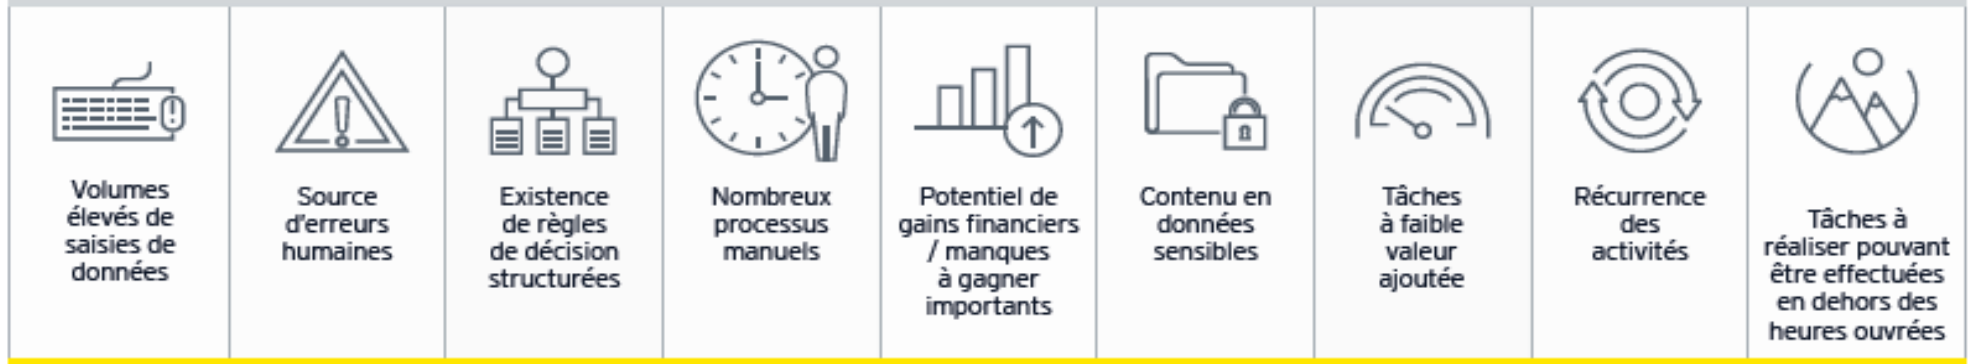 Volumes
élevés de
saisies de
données
Source
d'erreurs
humaines
Existence
de règles
de décision
structurées
Nombreux
processus
manuels
Potentiel de
gains financiers
/ manques
à gagner
importants
Contenu en
données
sensibles
Tâches
à faible
valeur
ajoutée
Récurrence
des
activités
Tâches à
réaliser pouvant
être effectuées
en dehors des
heures ouvrées